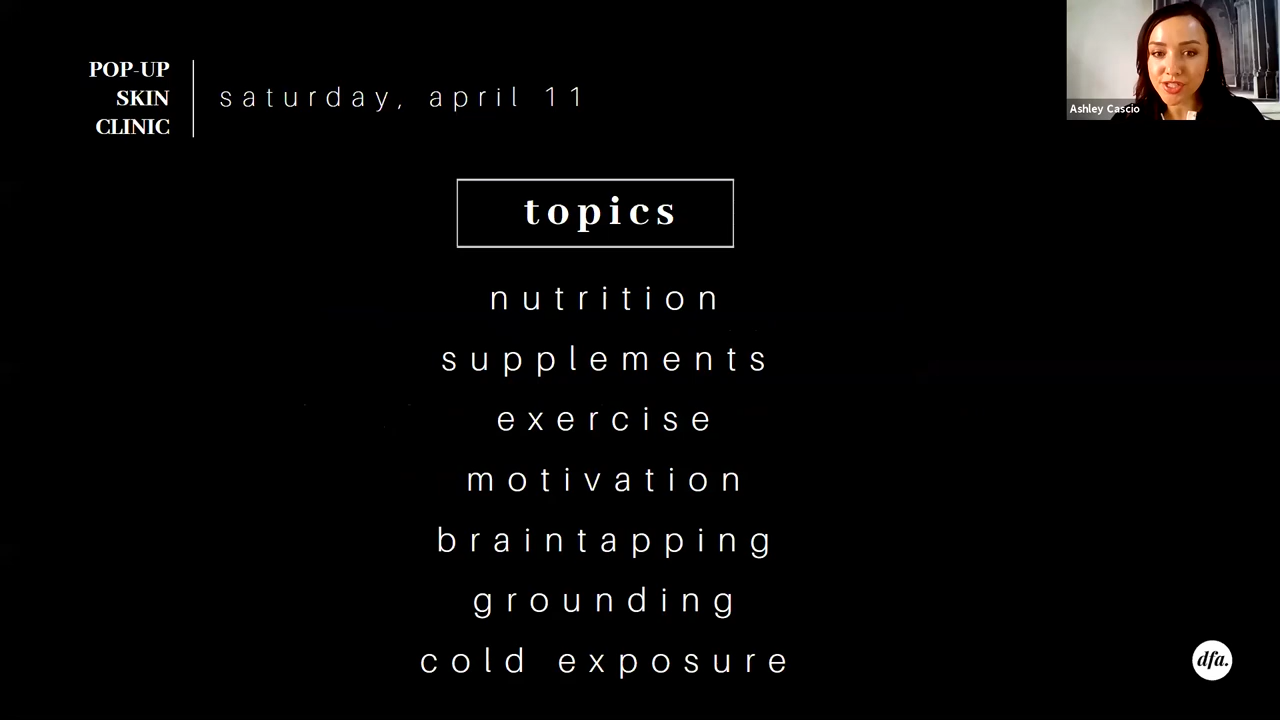 POP-UP
SKIN
CLINIC
saturday, april 11
Ashley Cascio
topics
nutrition
supplements
exercise
motivation
braintapping
grounding
cold exposure
dfa.